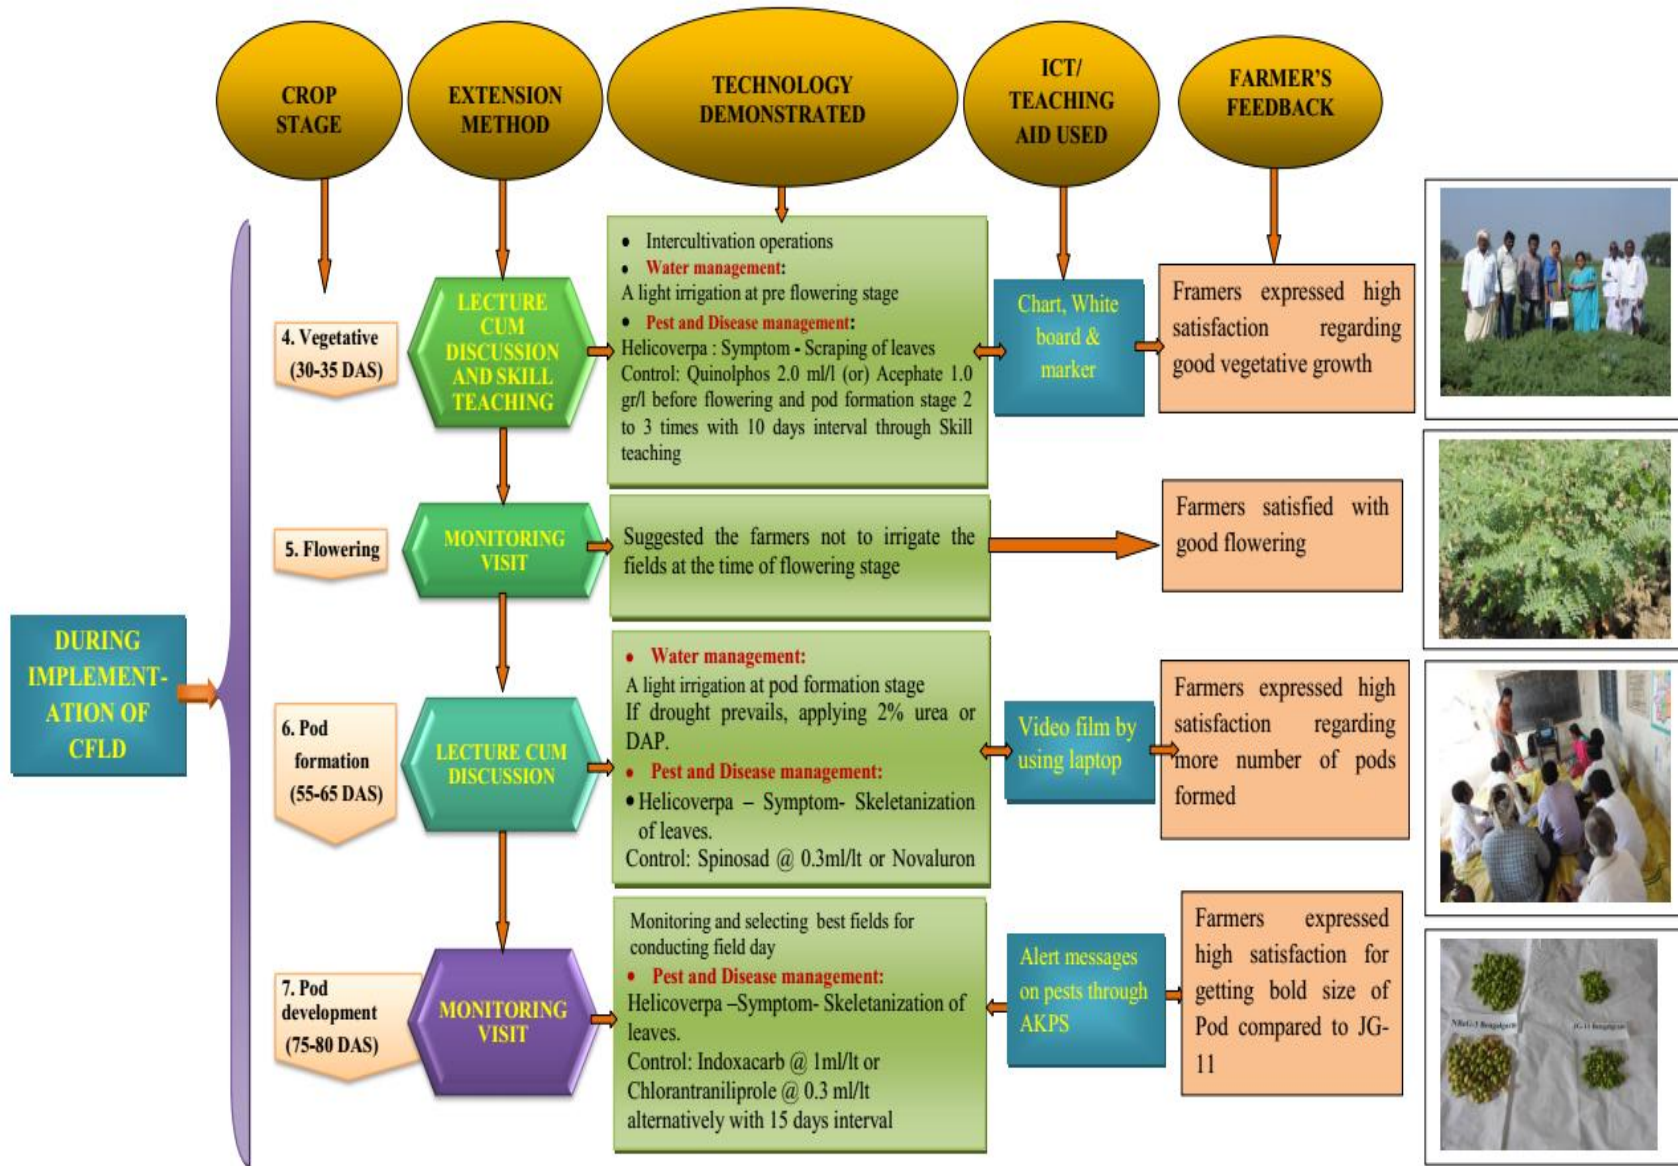 CROP
STAGE
EXTENSION
METHOD
TECHNOLOGY
DEMONSTRATED
ICT/
TEACHING
AID USED
FARMER'S
FEEDBACK
DURING
IMPLEMENT-
ATION OF
CFLD
4. Vegetative
(30-35 DAS)
LECTURE
CUM
DISCUSSION
AND SKILL
TEACHING
• Intercultivation operations
• Water management:
A light irrigation at pre flowering stage
• Pest and Disease management:
Helicoverpa : Symptom - Scraping of leaves
Control: Quinolphos 2.0 ml/l (or) Acephate 1.0
gr/l before flowering and pod formation stage 2
to 3 times with 10 days interval through Skill
teaching
Chart, White
board &
marker
Framers expressed high
satisfaction regarding
good vegetative growth
5. Flowering
MONITORING
VISIT
Suggested the farmers not to irrigate the
fields at the time of flowering stage
Farmers satisfied with
good flowering
6. Pod
formation
(55-65 DAS)
LECTURE CUM
DISCUSSION
• Water management:
A light irrigation at pod formation stage
If drought prevails, applying 2% urea or
DAP.
• Pest and Disease management:
• Helicoverpa – Symptom- Skeletanization
of leaves.
Control: Spinosad @ 0.3ml/lt or Novaluron
Video film by
using laptop
Farmers expressed high
satisfaction regarding
more number of pods
formed
7. Pod
development
(75-80 DAS)
MONITORING
VISIT
Monitoring and selecting best fields for
conducting field day
• Pest and Disease management:
Helicoverpa –Symptom- Skeletanization of
leaves.
Control: Indoxacarb @ 1ml/lt or
Chlorantraniliprole @ 0.3 ml/lt
alternatively with 15 days interval
Alert messages
on pests through
AKPS
Farmers expressed
high satisfaction for
getting bold size of
Pod compared to JG-
11
Bengalgram
JG-11 Bengalgram